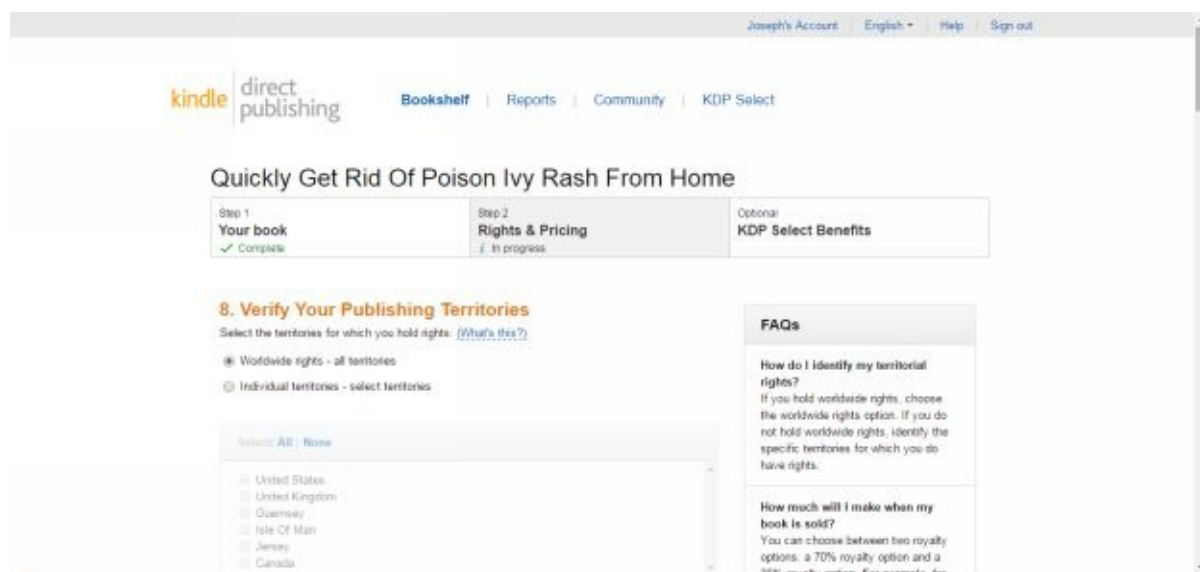 Joseph's Account | English | Help | Sign out
kindle direct publishing
Bookshelf | Reports | Community | KDP Select
Quickly Get Rid Of Poison Ivy Rash From Home
Step 1
Your book
Complete
Step 2
Rights & Pricing
In progress
Optional
KDP Select Benefits
8. Verify Your Publishing Territories
Select the territories for which you hold rights. (What's this?)
Worldwide rights - all territories
Individual territories - select territories
Select: All | None
United States
United Kingdom
Guernsey
Isle Of Man
Jersey
Canada
FAQs
How do I identify my territorial
rights?
If you hold worldwide rights, choose
the worldwide rights option. If you do
not hold worldwide rights, identify the
specific territories for which you do
have rights.
How much will I make when my
book is sold?
You can choose between two royalty
options: a 70% royalty option and a